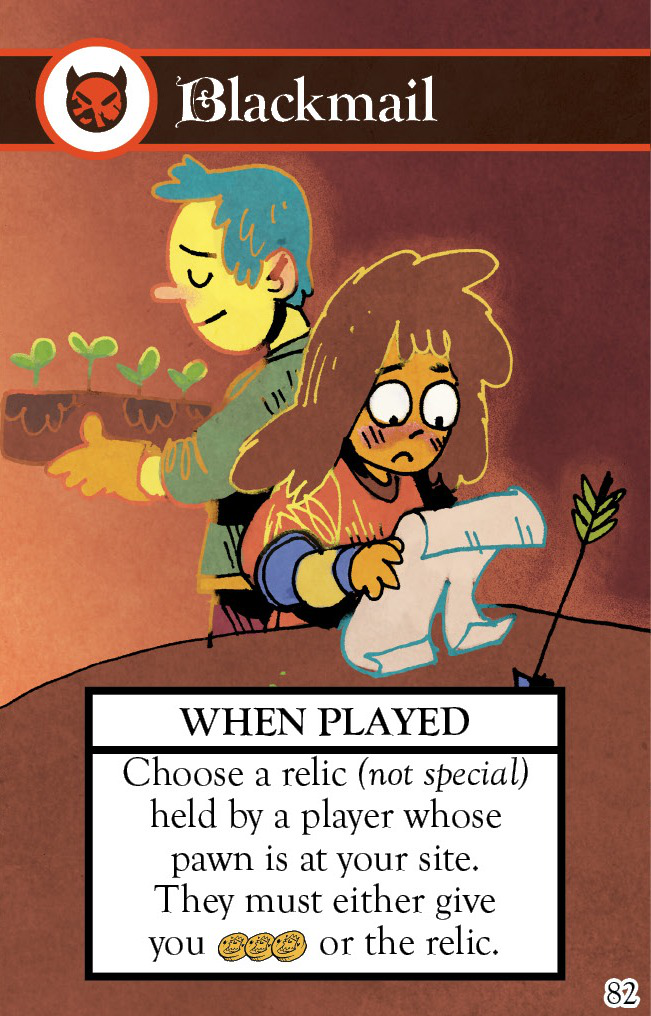 Blackmail
WHEN PLAYED
Choose a relic (not special)
held by a player whose
pawn is at your site.
They must either give
you or the relic.
82